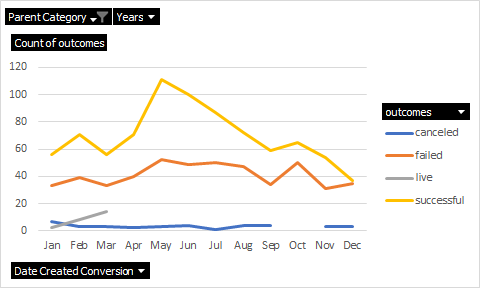 Parent Category Years
Count of outcomes
120
100
80
60
40
20
0
Jan Feb Mar Apr May Jun Jul Aug Sep Oct Nov Dec
outcomes
canceled
failed
live
successful
Date Created Conversion